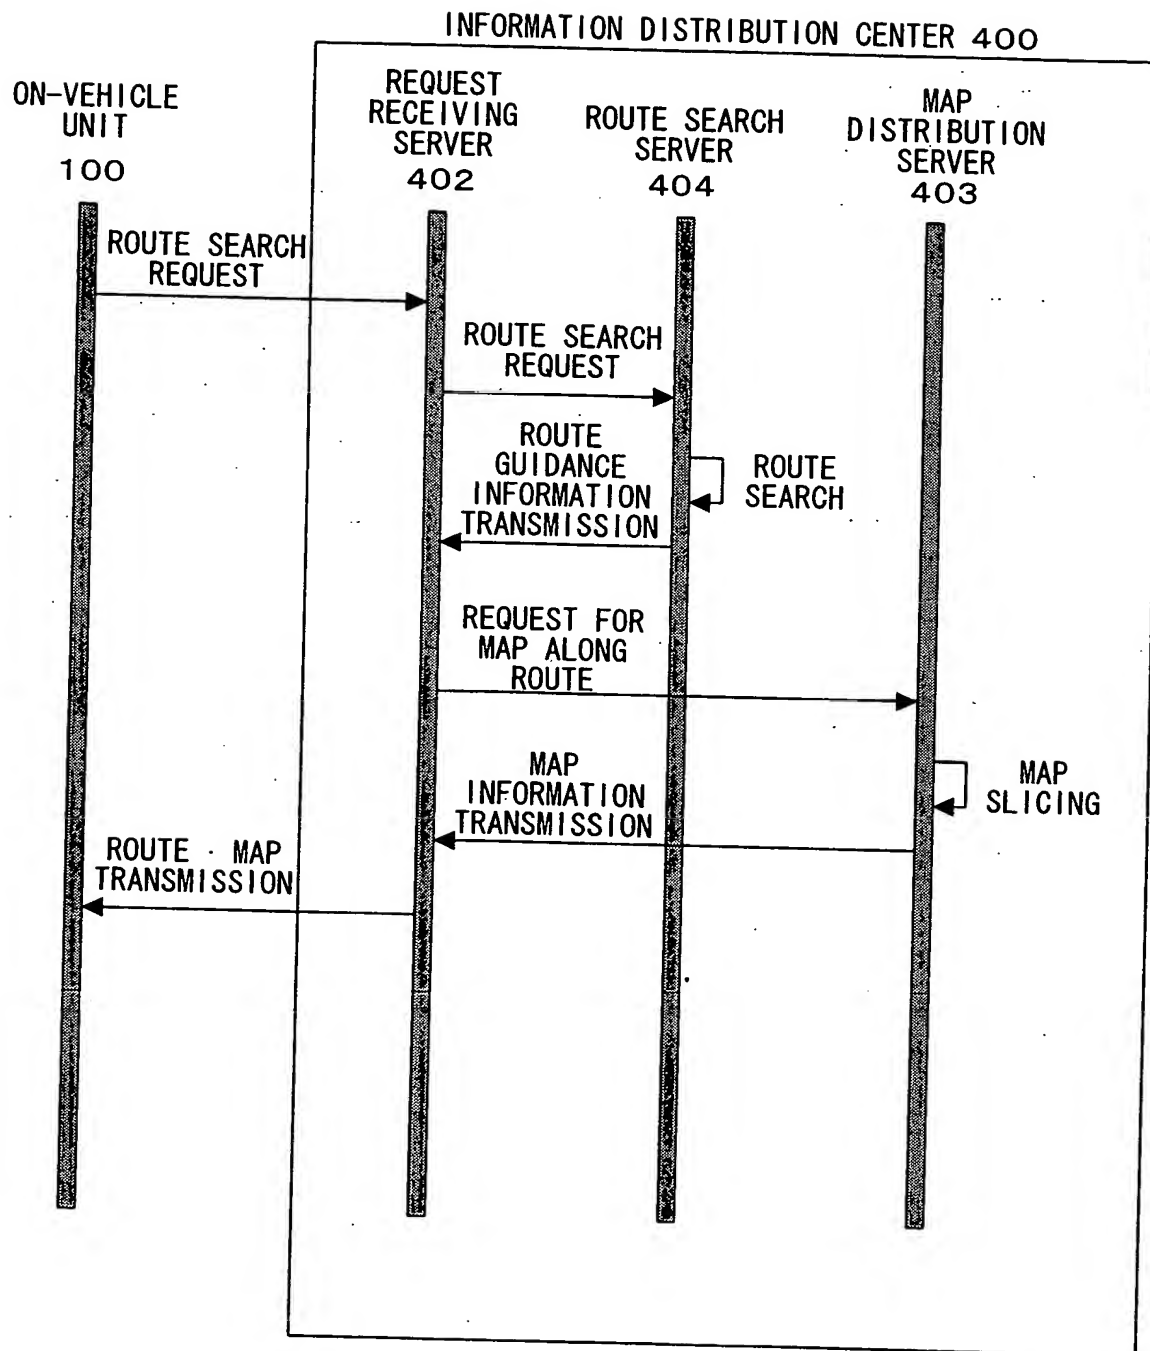 INFORMATION DISTRIBUTION CENTER 400
ON-VEHICLE
UNIT
100
REQUEST
RECEIVING
SERVER
402
ROUTE SEARCH
SERVER
404
MAP
DISTRIBUTION
SERVER
403
ROUTE SEARCH
REQUEST
ROUTE SEARCH
REQUEST
ROUTE
GUIDANCE
INFORMATION
TRANSMISSION
ROUTE
SEARCH
REQUEST FOR
MAP ALONG
ROUTE
MAP
INFORMATION
TRANSMISSION
MAP
SLICING
ROUTE · MAP
TRANSMISSION